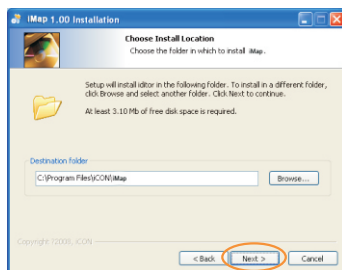 iMap 1.00 Installation
Choose Install Location
Choose the folder in which to install iMap.
Setup will install iditor in the following folder. To install in a different folder,
click Browse and select another folder. Click Next to continue.
At least 3.10 Mb of free disk space is required.
Destination folder
C:\Program Files\iCON\iMap
Browse...
Copyright ?2008, iCON
< Back
Next >
Cancel